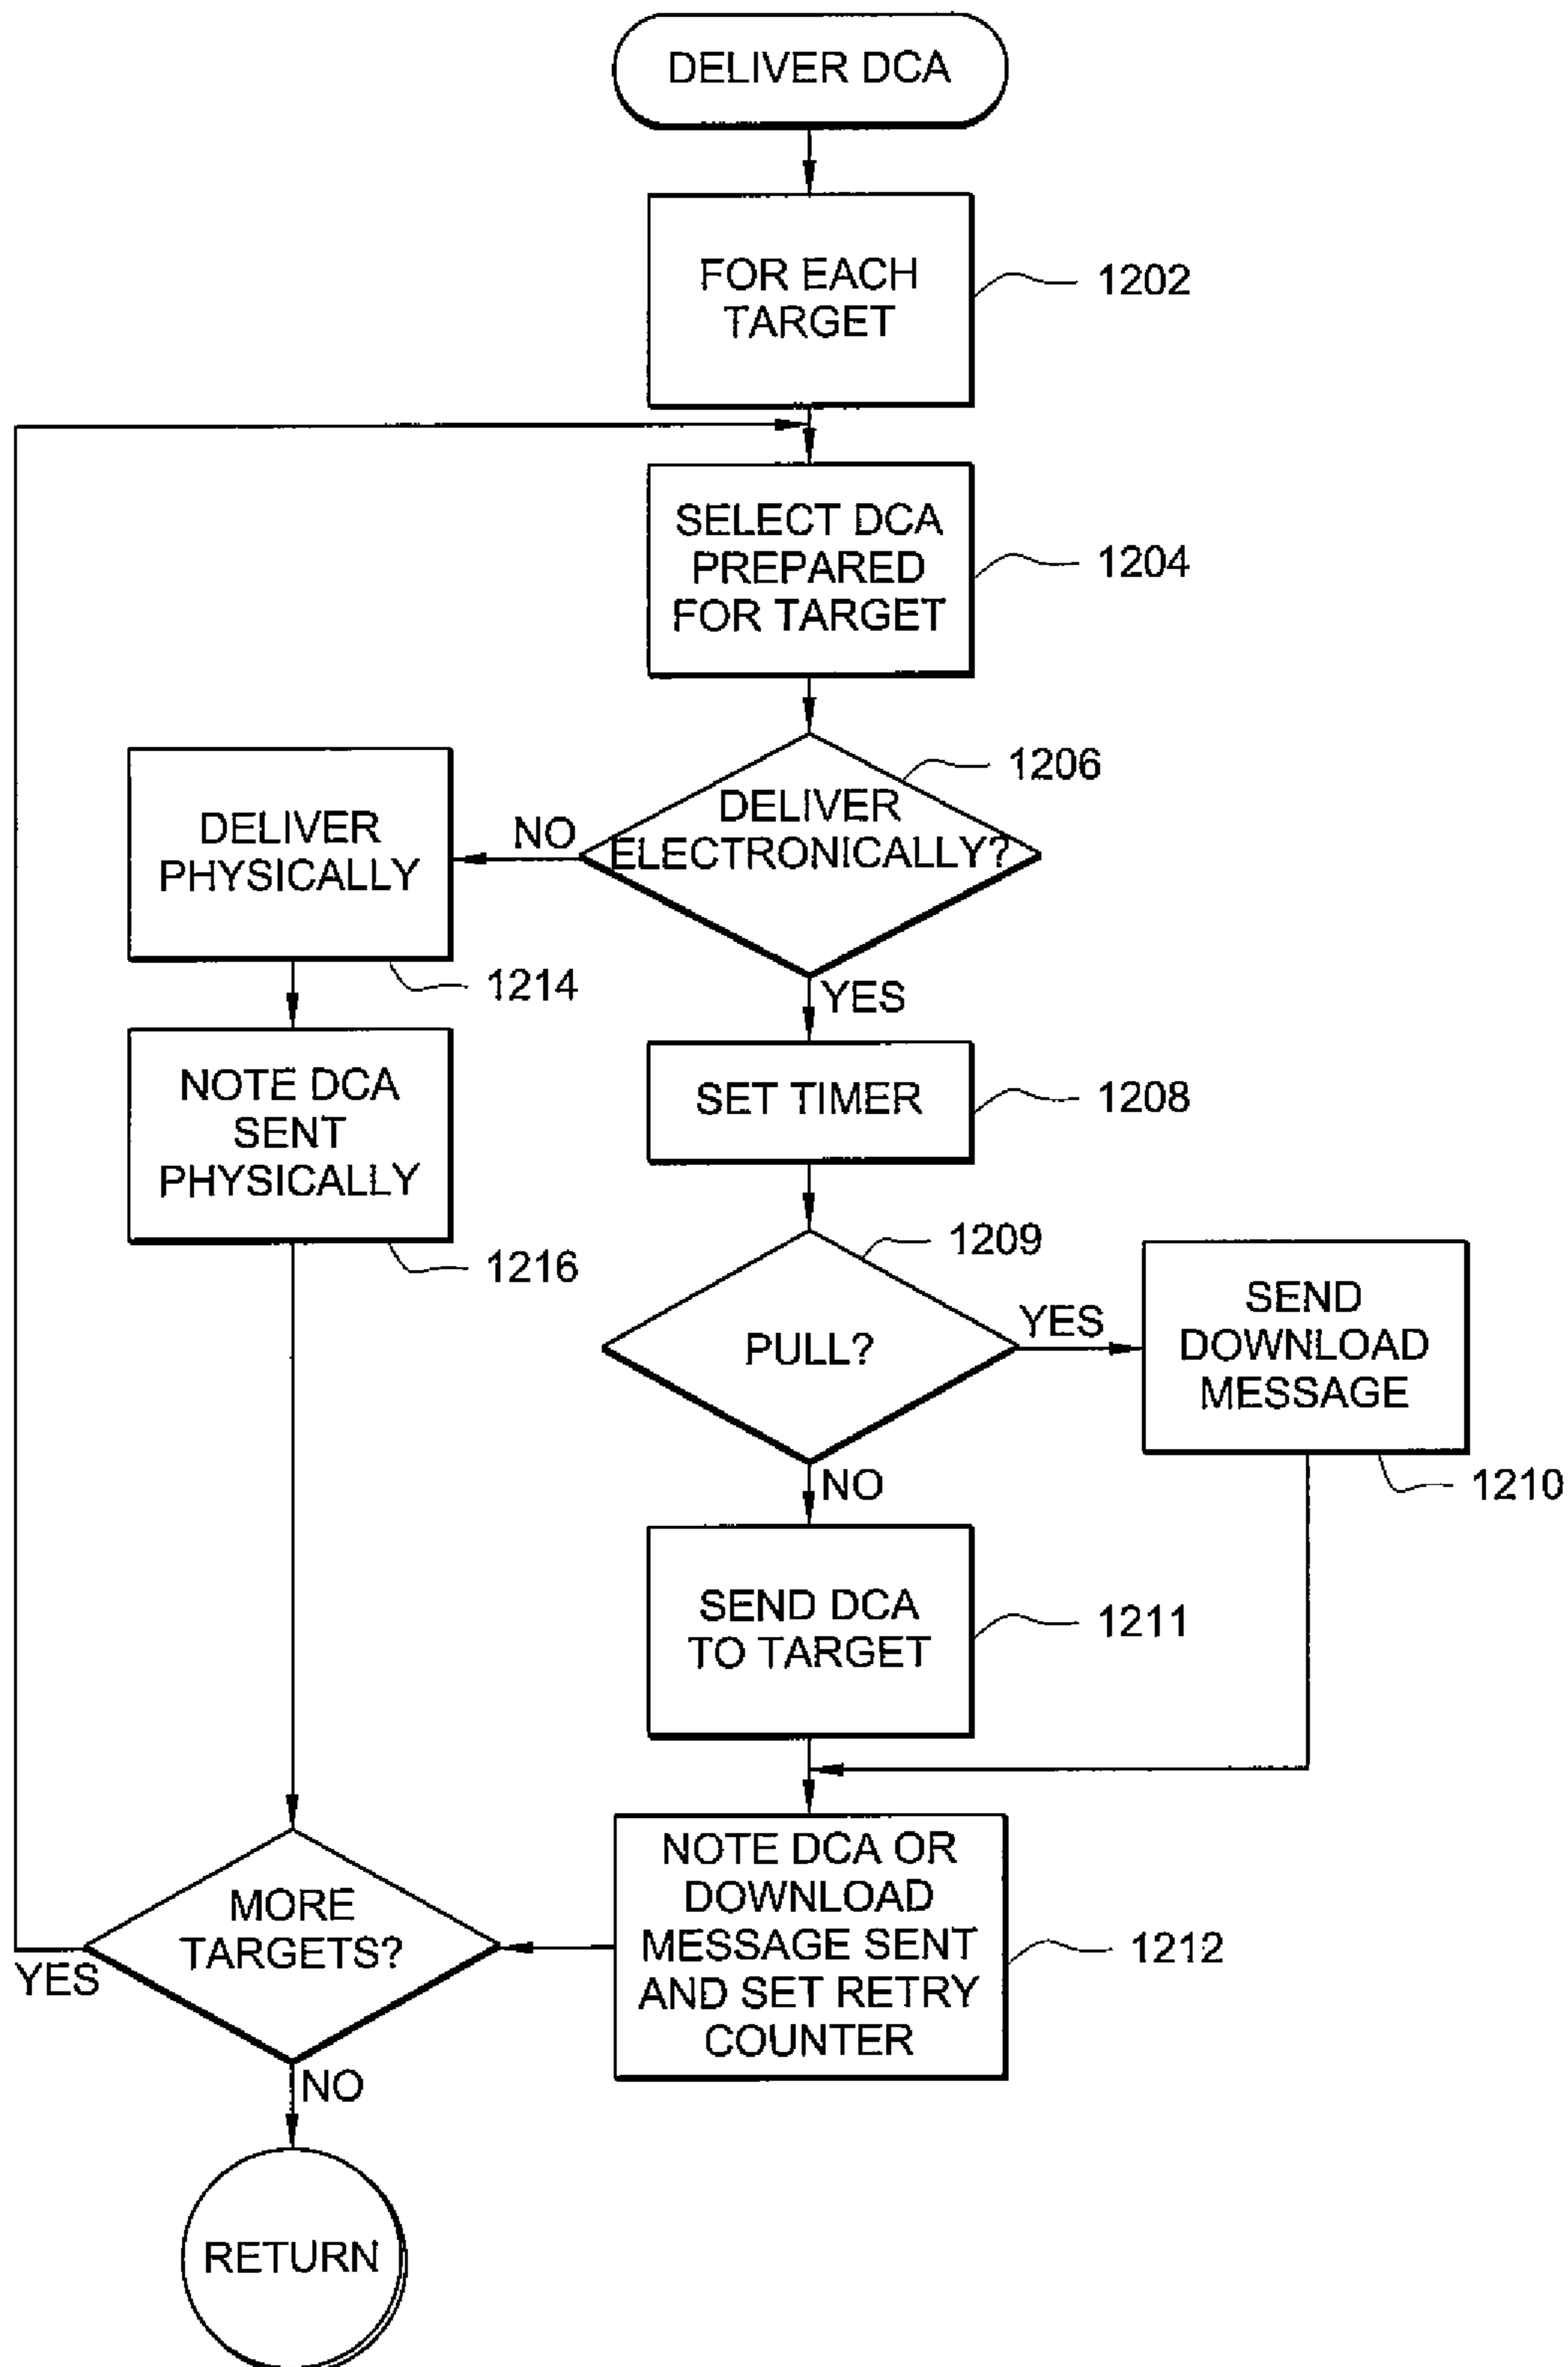 DELIVER DCA
FOR EACH
TARGET
1202
SELECT DCA
PREPARED
FOR TARGET
1204
1206
DELIVER
ELECTRONICALLY?
NO
DELIVER
PHYSICALLY
1214
YES
NOTE DCA
SENT
PHYSICALLY
1216
SET TIMER
1208
1209
PULL?
YES
SEND
DOWNLOAD
MESSAGE
1210
NO
SEND DCA
TO TARGET
1211
NOTE DCA OR
DOWNLOAD
MESSAGE SENT
AND SET RETRY
COUNTER
1212
MORE
TARGETS?
YES
NO
RETURN